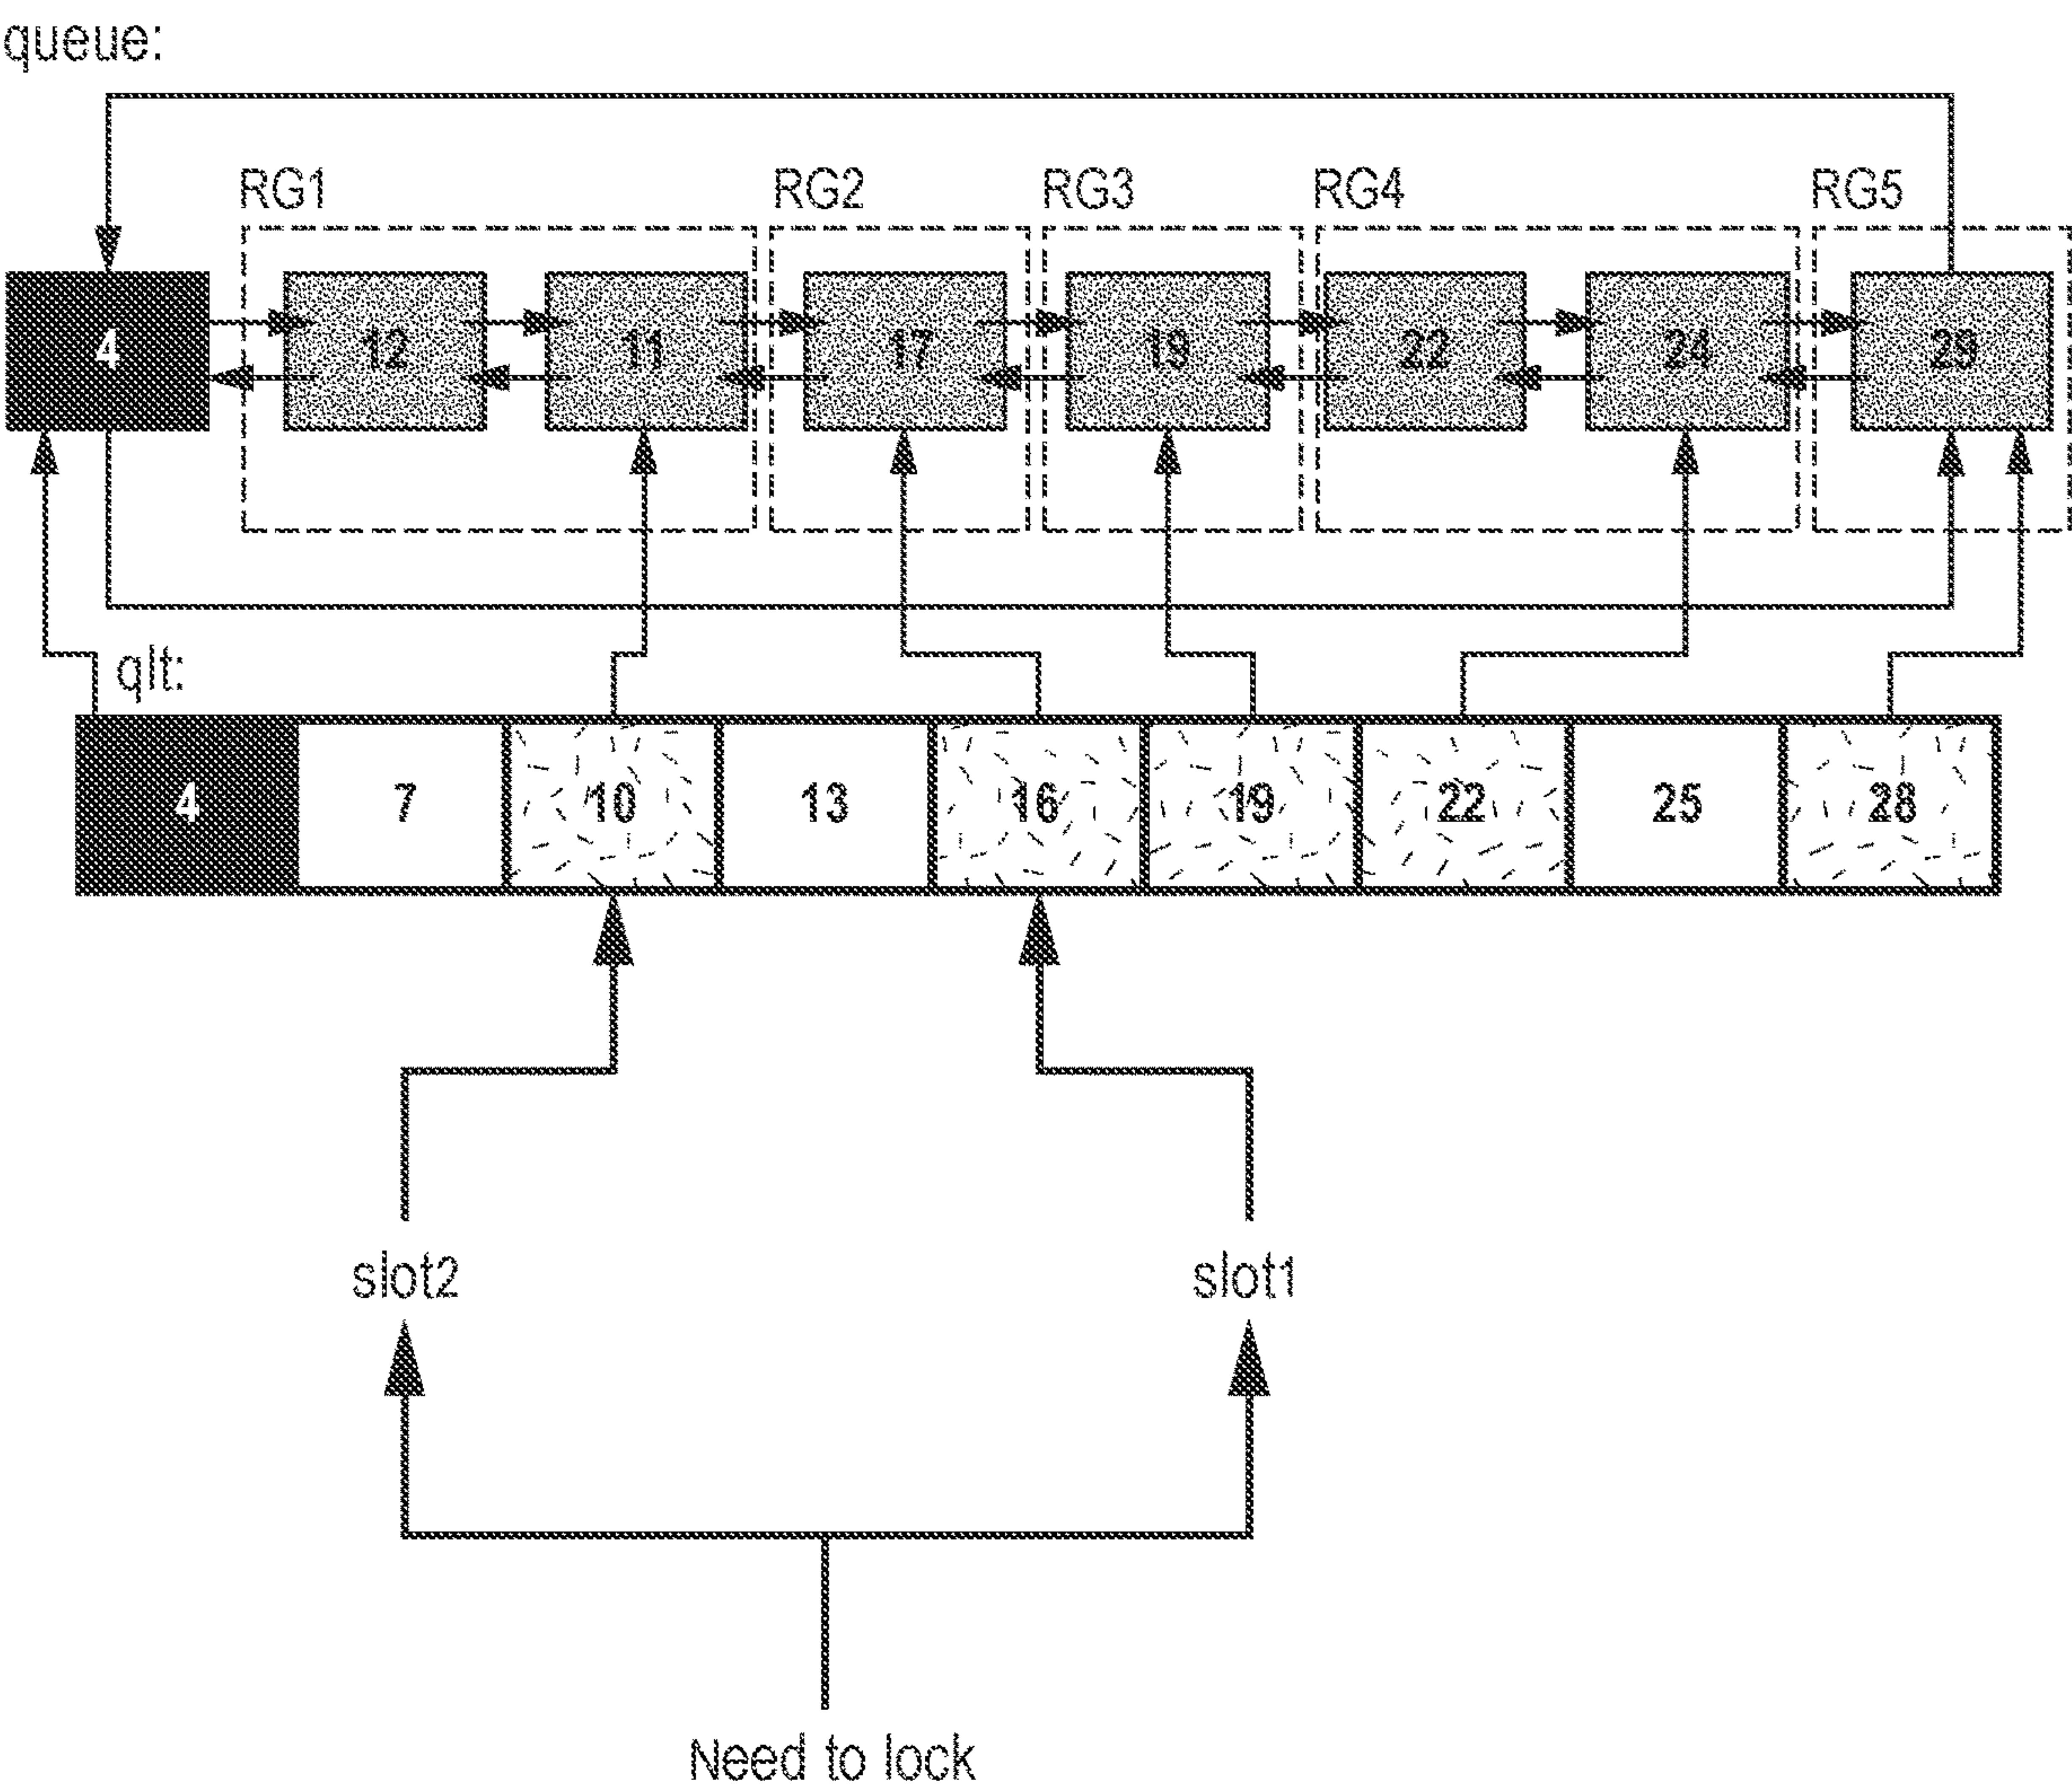 queue:
RG1 RG2 RG3 RG4 RG5
4 12 11 17 19 22 24 29
qlt:
4 7 10 13 16 19 22 25 28
slot2 slot1
Need to lock